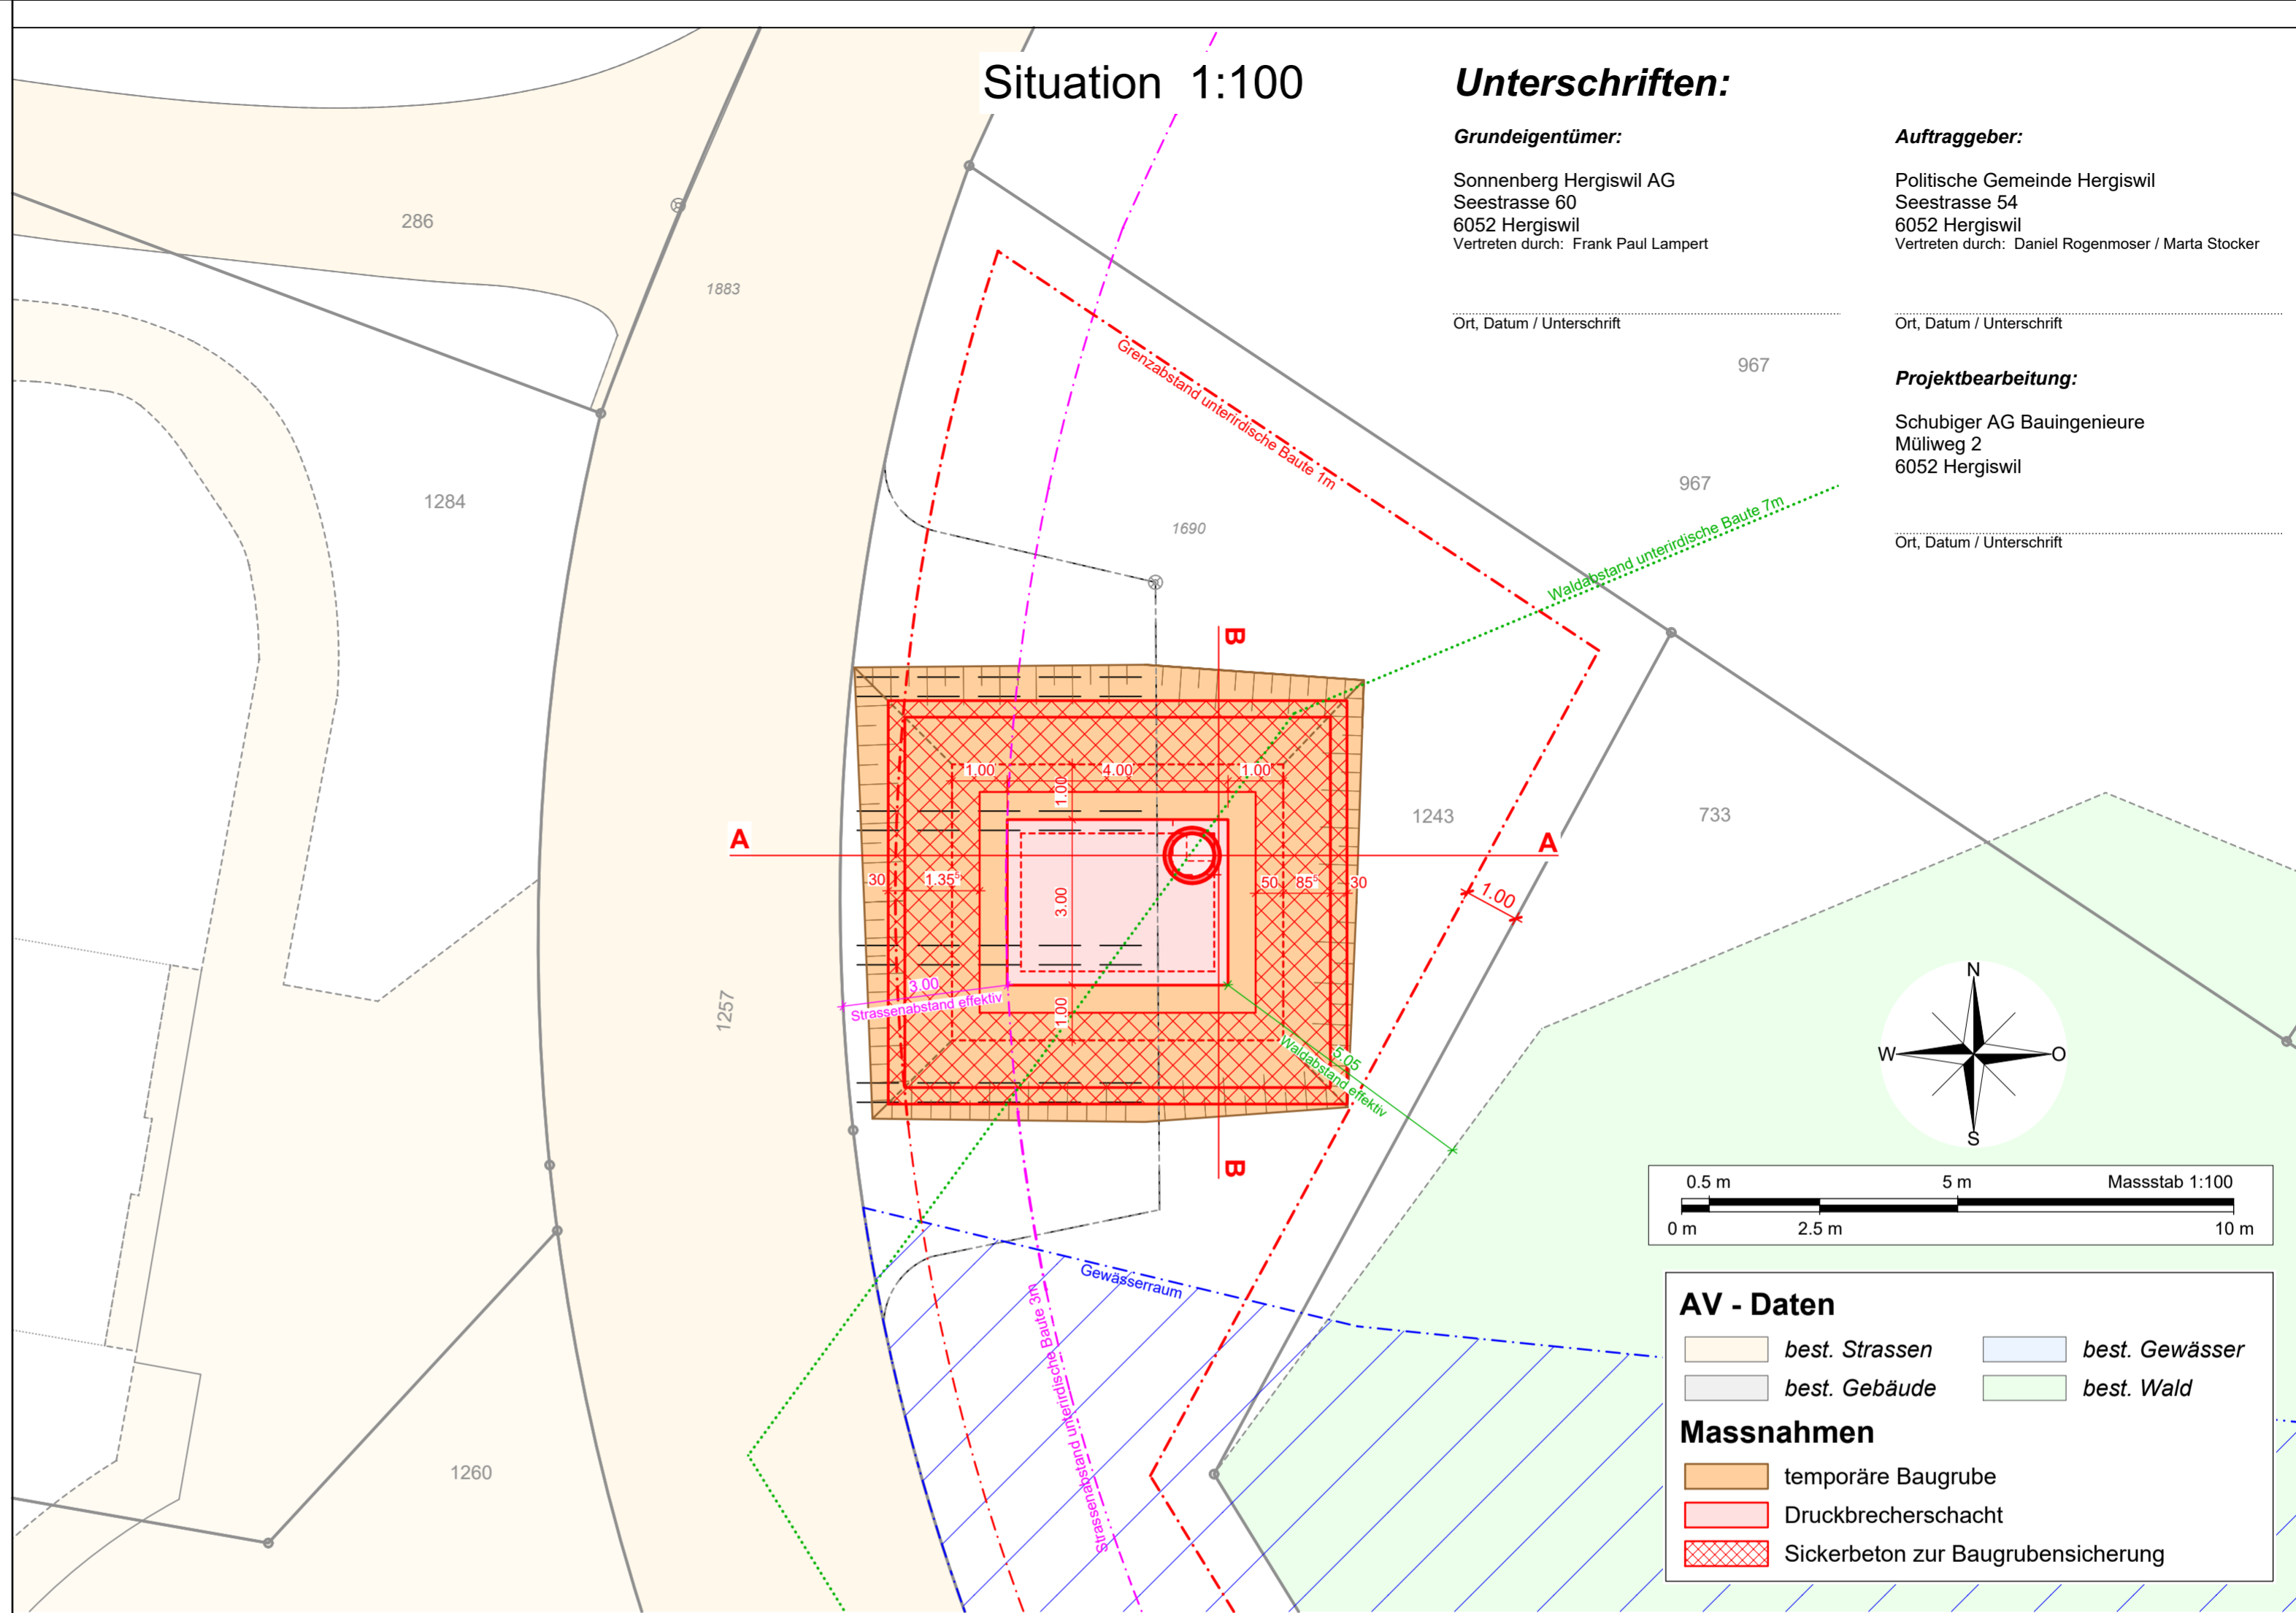 Situation 1:100
Unterschriften:
Grundeigentümer:
Sonnenberg Hergiswil AG
Seestrasse 60
6052 Hergiswil
Vertreten durch: Frank Paul Lampert
Ort, Datum / Unterschrift
Auftraggeber:
Politische Gemeinde Hergiswil
Seestrasse 54
6052 Hergiswil
Vertreten durch: Daniel Rogenmoser / Marta Stocker
Ort, Datum / Unterschrift
Projektbearbeitung:
Schubiger AG Bauingenieure
Müliweg 2
6052 Hergiswil
Ort, Datum / Unterschrift
286
1883
967
Grenzabstand unterirdische Baute 1m
967
1284
1690
Waldabstand unterirdische Baute 7m
B
1.00
4.00
1.00
1.00
1243
733
A
A
30
1.35⁵
3.00
50
85⁵
30
1.00
3.00
Strassenabstand effektiv
1.00
1257
5.05
Waldabstand effektiv
B
N
W
O
S
0.5 m
5 m
Massstab 1:100
0 m
2.5 m
10 m
Gewässerraum
Strassenabstand unterirdische Baute 3m
1260
AV - Daten
best. Strassen
best. Gewässer
best. Gebäude
best. Wald
Massnahmen
temporäre Baugrube
Druckbrecherschacht
Sickerbeton zur Baugrubensicherung